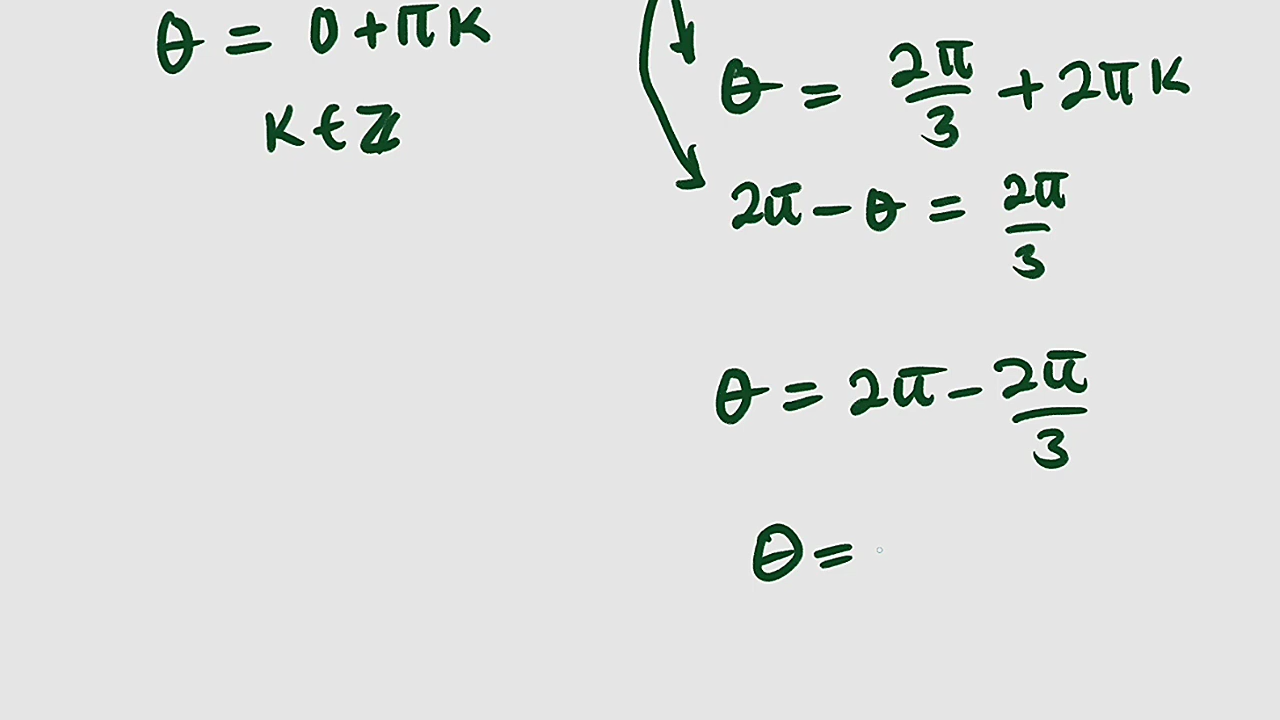 θ = 0 + πK
K ∈ ℤ
θ = 2π/3 + 2πK
2π - θ = 2π/3
θ = 2π - 2π/3
θ =